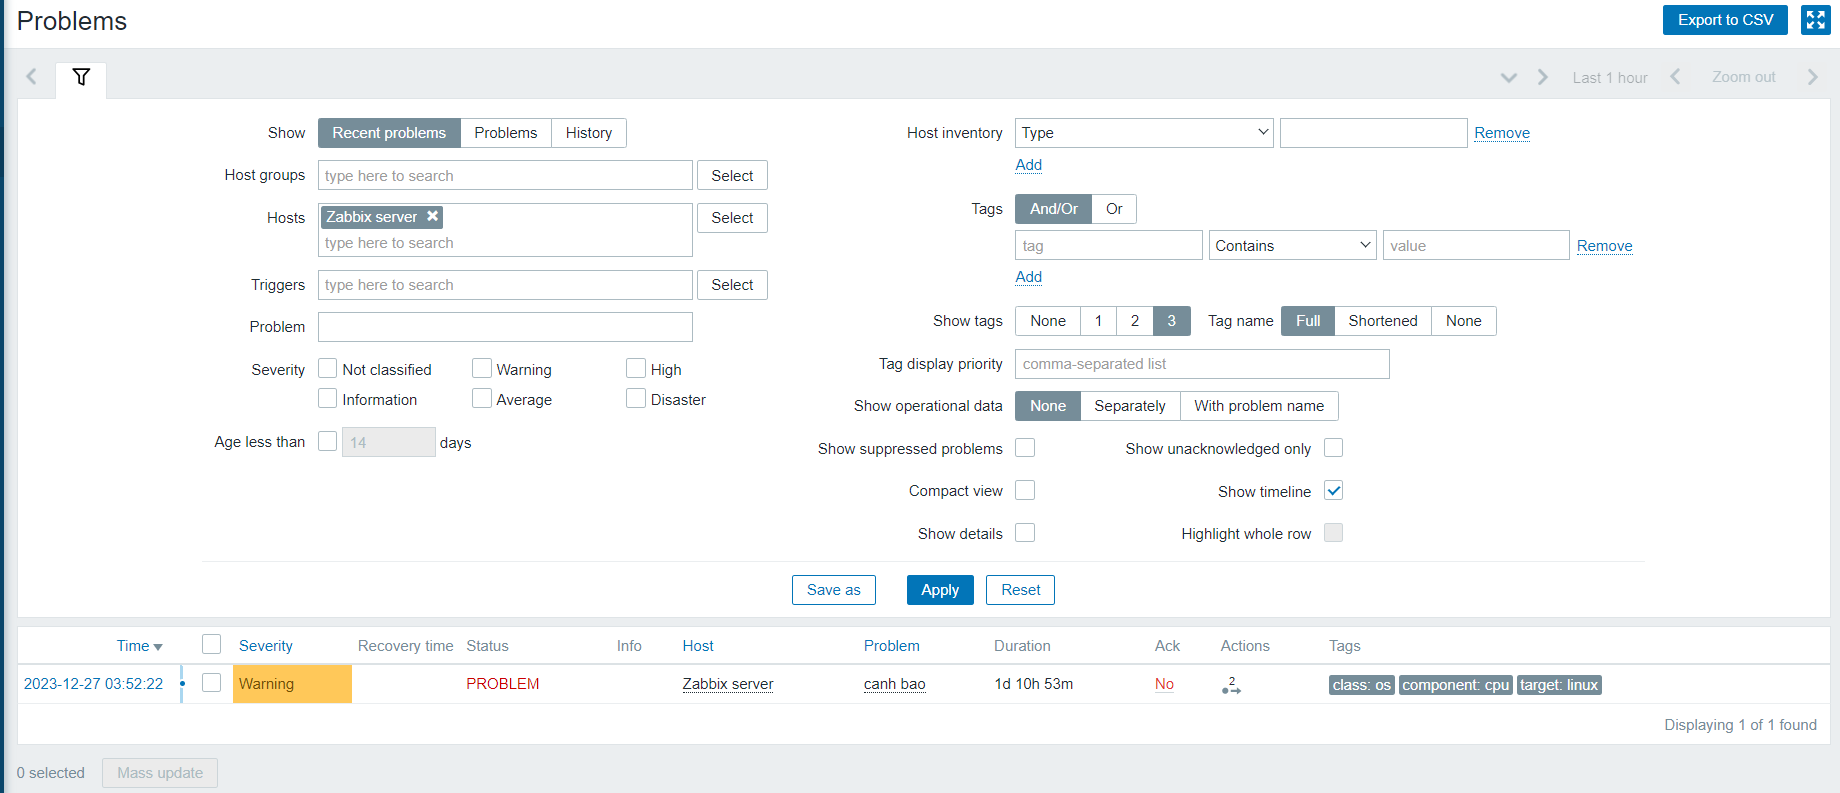 Problems
Export to CSV
Last 1 hour
Zoom out
Show Recent problems Problems History
Host groups type here to search Select
Hosts Zabbix server Select
type here to search
Triggers type here to search Select
Problem
Severity Not classified Warning High
Information Average Disaster
Age less than 14 days
Host inventory Type Remove
Add
Tags And/Or Or
tag Contains value Remove
Add
Show tags None 1 2 3 Tag name Full Shortened None
Tag display priority comma-separated list
Show operational data None Separately With problem name
Show suppressed problems Show unacknowledged only
Compact view Show timeline
Show details Highlight whole row
Save as Apply Reset
Time Severity Recovery time Status Info Host Problem Duration Ack Actions Tags
2023-12-27 03:52:22 Warning PROBLEM Zabbix server canh bao 1d 10h 53m No 2 class: os component: cpu target: linux
Displaying 1 of 1 found
0 selected Mass update